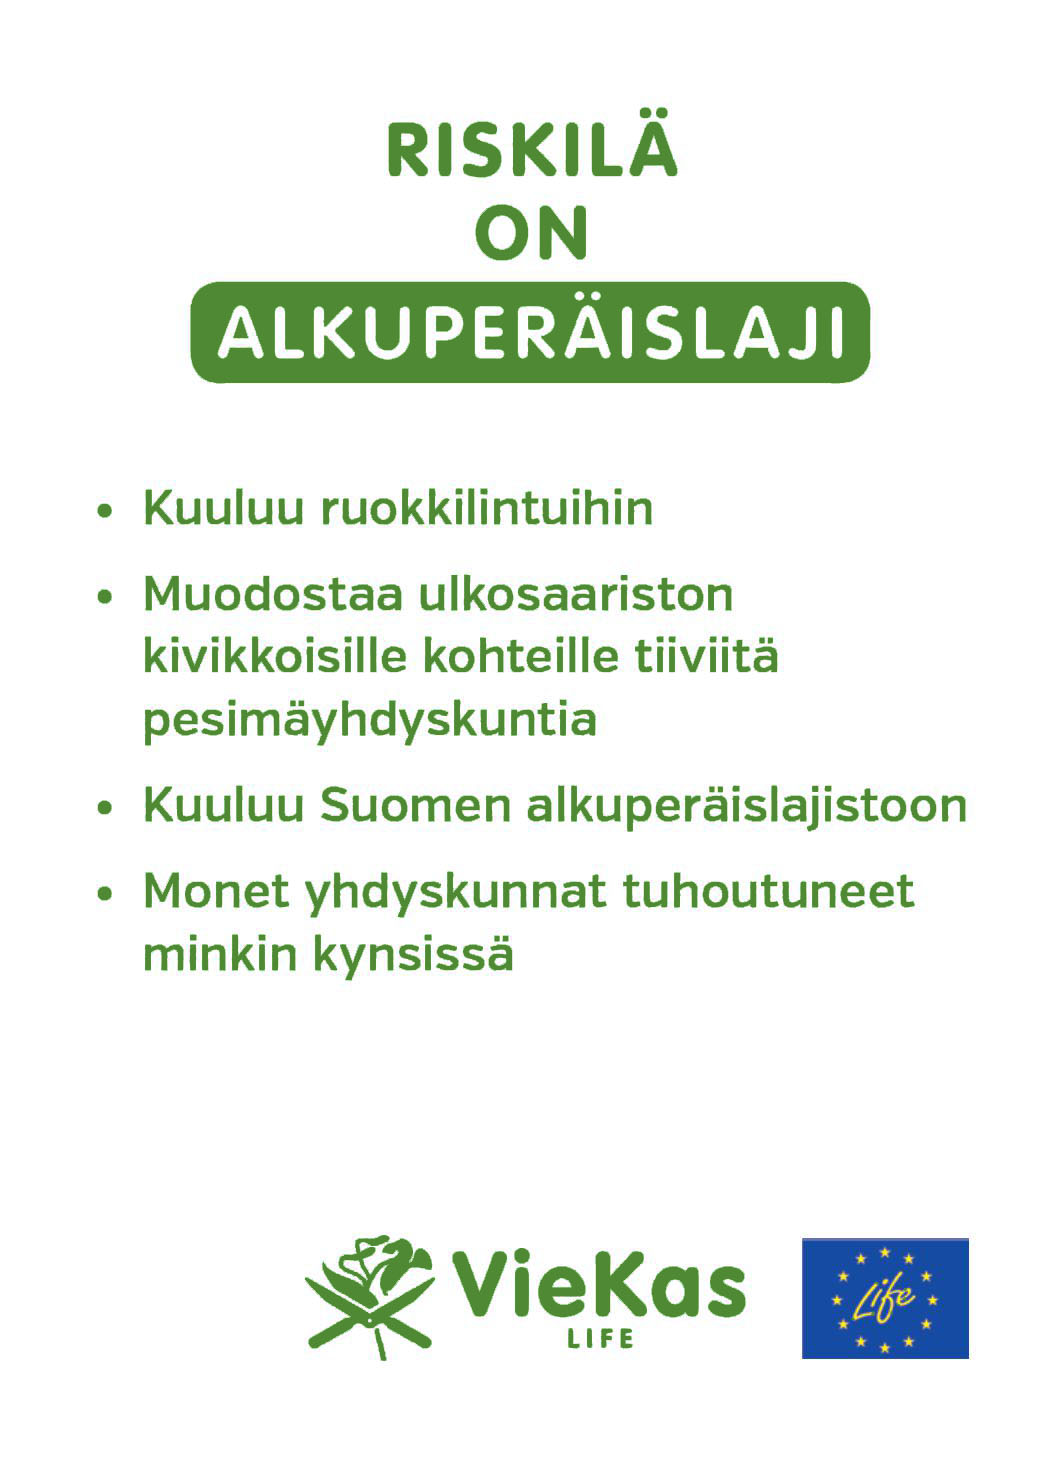 RISKILÄ
ON
ALKUPERÄISLAJI
• Kuuluu ruokkilintuihin
• Muodostaa ulkosaariston
kivikkoisille kohteille tiiviitä
pesimäyhdyskuntia
• Kuuluu Suomen alkuperäislajistoon
• Monet yhdyskunnat tuhoutuneet
minkin kynsissä
VieKas
LIFE
Life